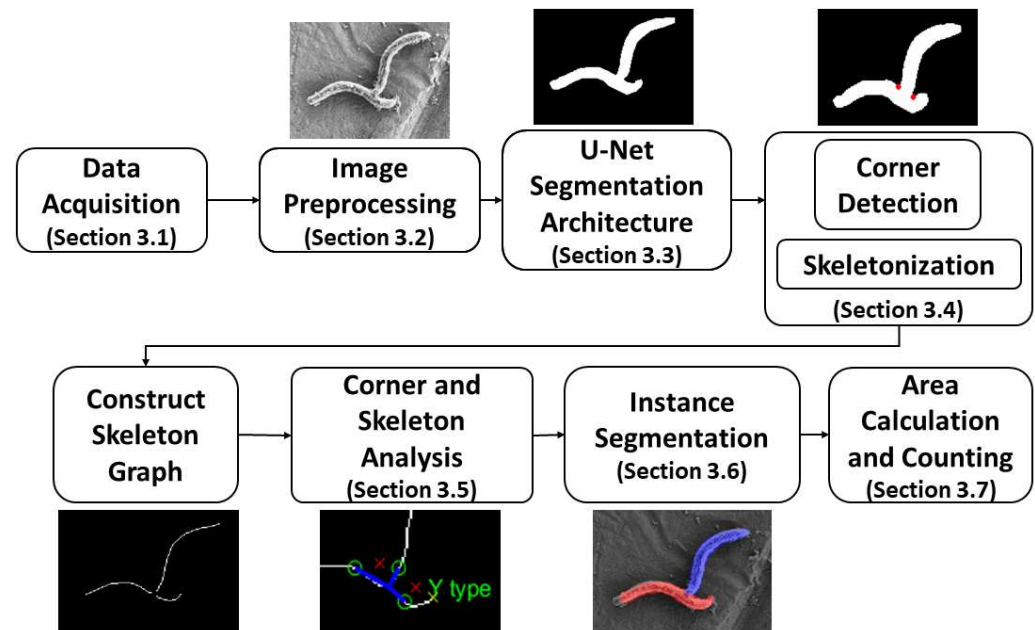 Data
Acquisition
(Section 3.1)
Image
Preprocessing
(Section 3.2)
U-Net
Segmentation
Architecture
(Section 3.3)
Corner
Detection
Skeletonization
(Section 3.4)
Construct
Skeleton
Graph
Corner and
Skeleton
Analysis
(Section 3.5)
Instance
Segmentation
(Section 3.6)
Area
Calculation
and Counting
(Section 3.7)
Y type